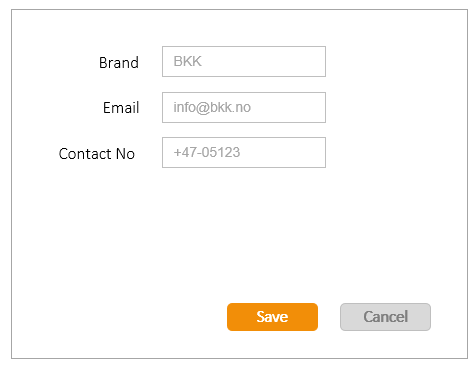 Brand BKK
Email info@bkk.no
Contact No +47-05123
Save Cancel